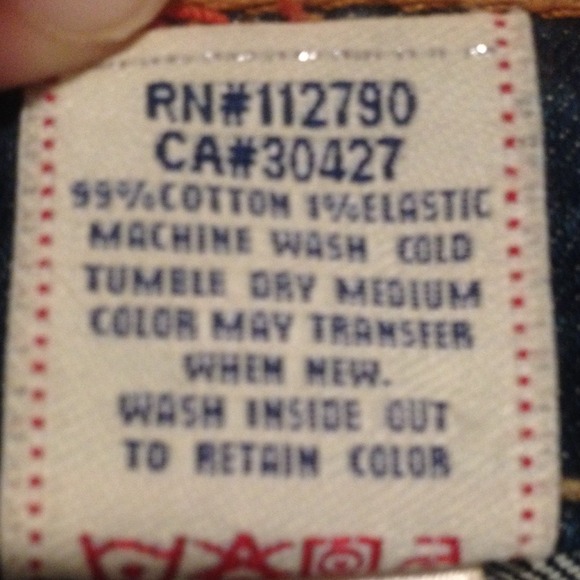 RN#112790
CA#30427
99%COTTON 1%ELASTIC
MACHINE WASH COLD
TUMBLE DRY MEDIUM
COLOR MAY TRANSFER
WHEN NEW.
WASH INSIDE OUT
TO RETAIN COLOR